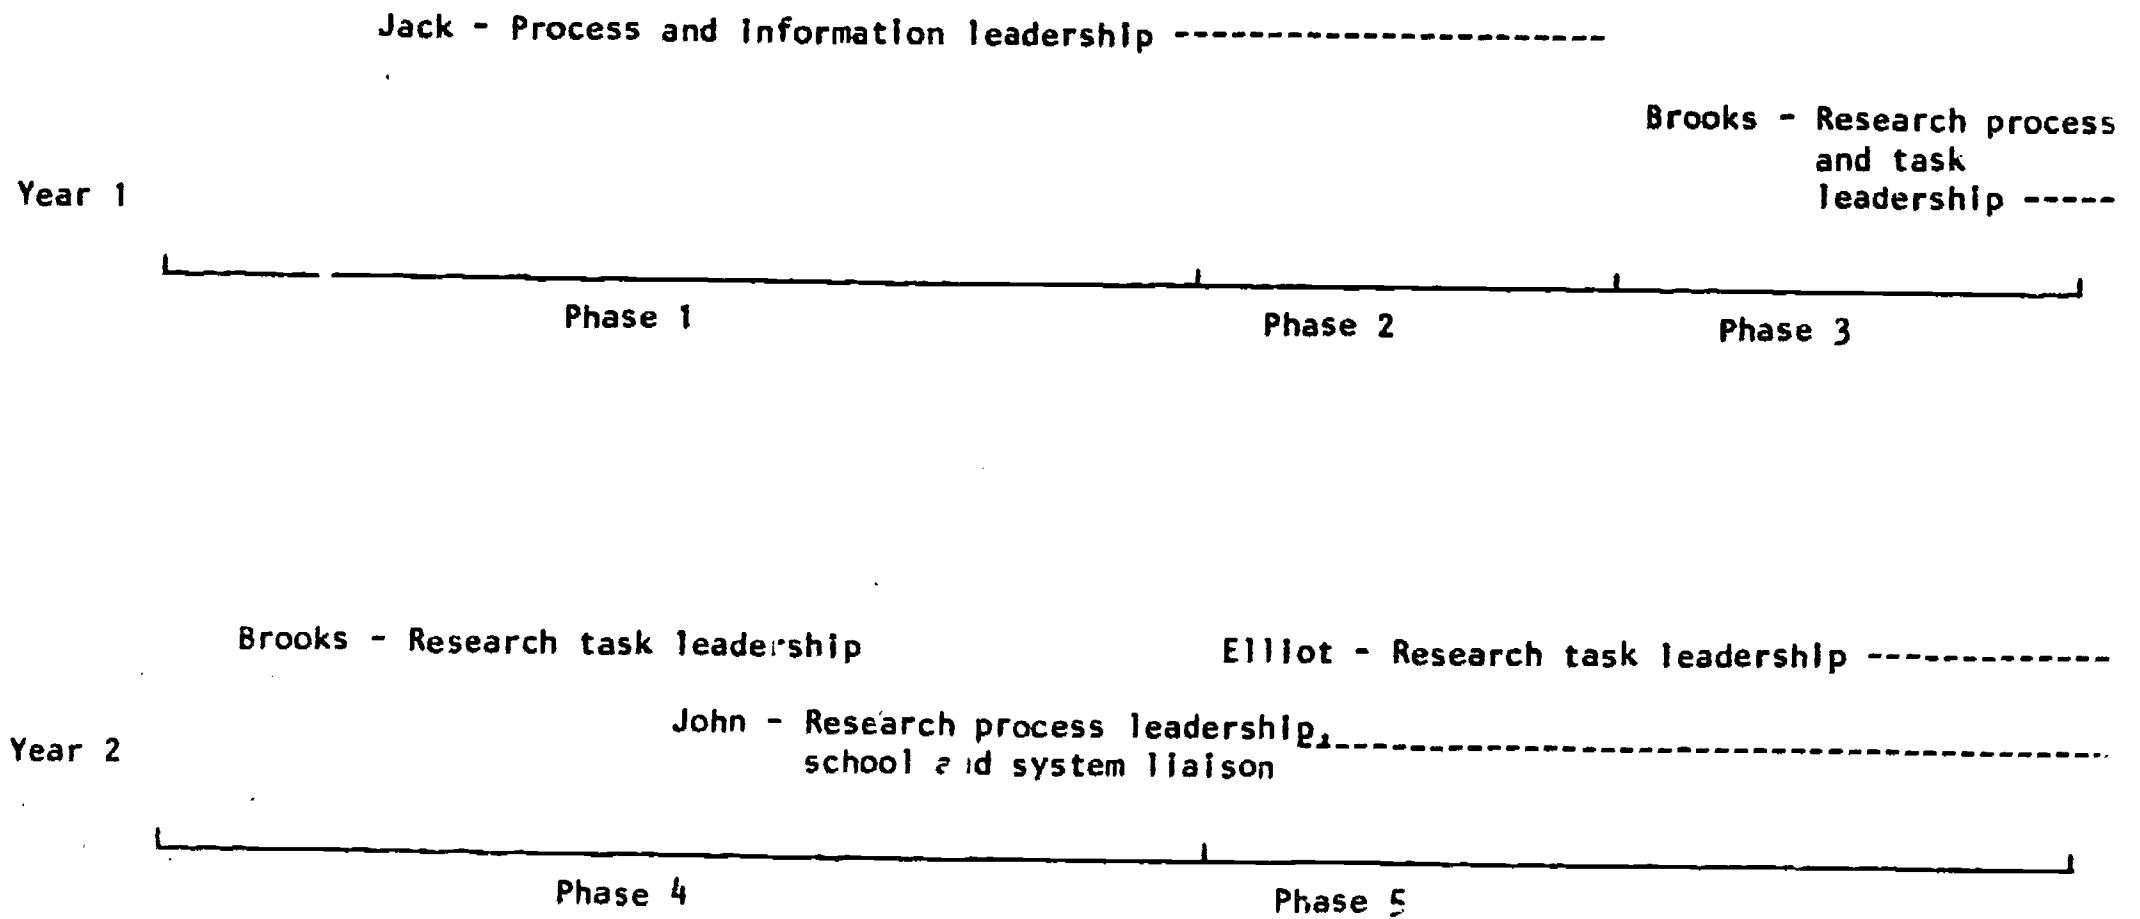 Jack - Process and information leadership -----------------------
Brooks - Research process
and task
leadership -----
Year 1
Phase 1
Phase 2
Phase 3
Brooks - Research task leadership
Elliot - Research task leadership -------------
John - Research process leadership,
school and system liaison
Year 2
Phase 4
Phase 5